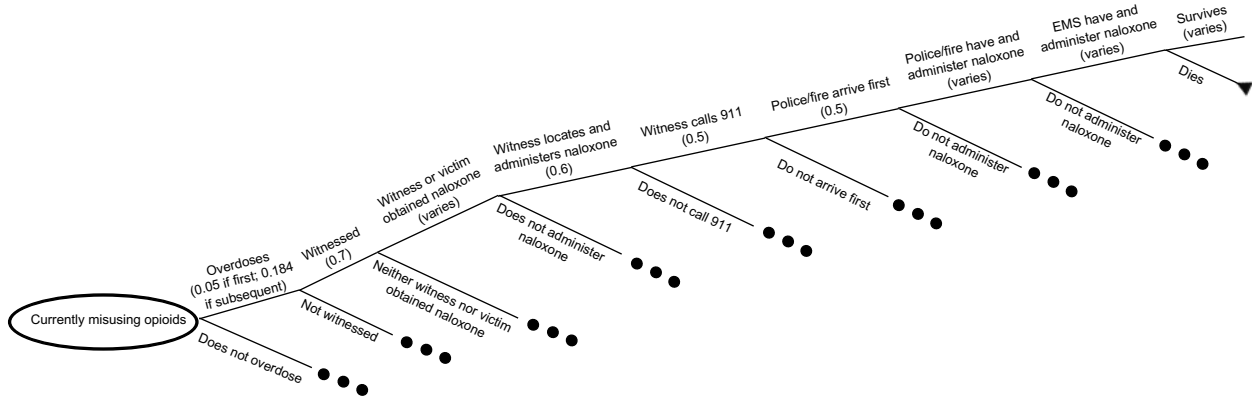 Currently misusing opioids
Overdoses
(0.05 if first; 0.184
if subsequent)
Does not overdose
Witnessed
(0.7)
Not witnessed
Witness or victim
obtained naloxone
(varies)
Neither witness nor victim
obtained naloxone
Witness locates and
administers naloxone
(0.6)
Does not administer
naloxone
Witness calls 911
(0.5)
Does not call 911
Police/fire arrive first
(0.5)
Do not arrive first
Police/fire have and
administer naloxone
(varies)
Do not administer
naloxone
EMS have and
administer naloxone
(varies)
Do not administer
naloxone
Survives
(varies)
Dies